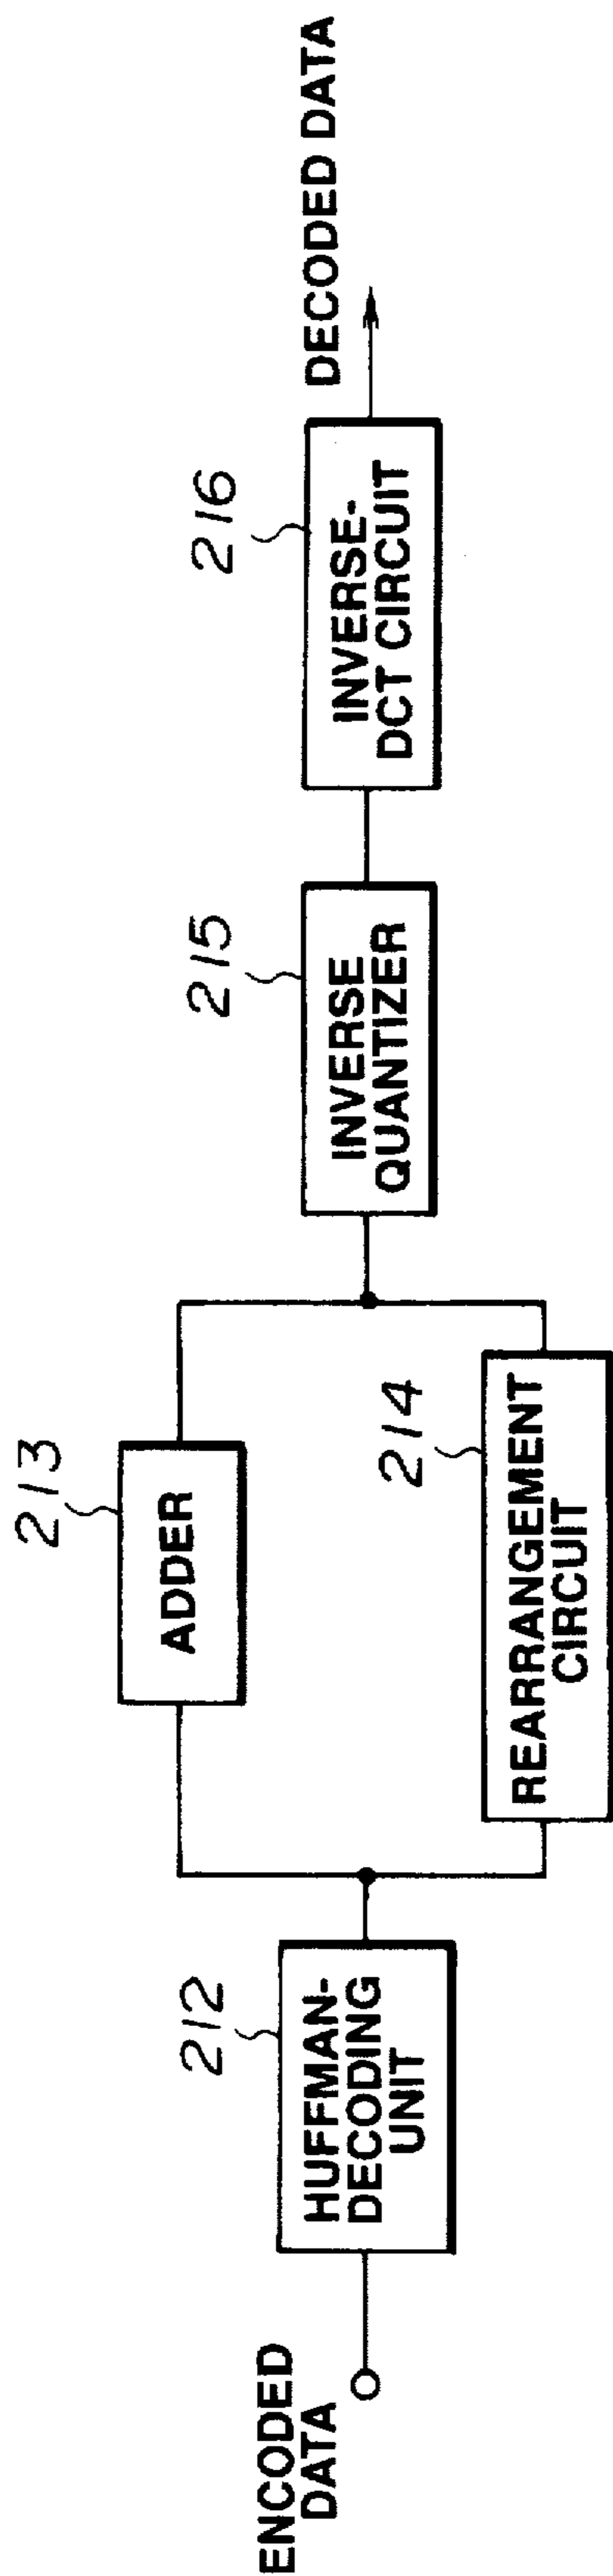 ENCODED
DATA
212
HUFFMAN-
DECODING
UNIT
213
ADDER
214
REARRANGEMENT
CIRCUIT
215
INVERSE
QUANTIZER
216
INVERSE-
DCT CIRCUIT
DECODED DATA